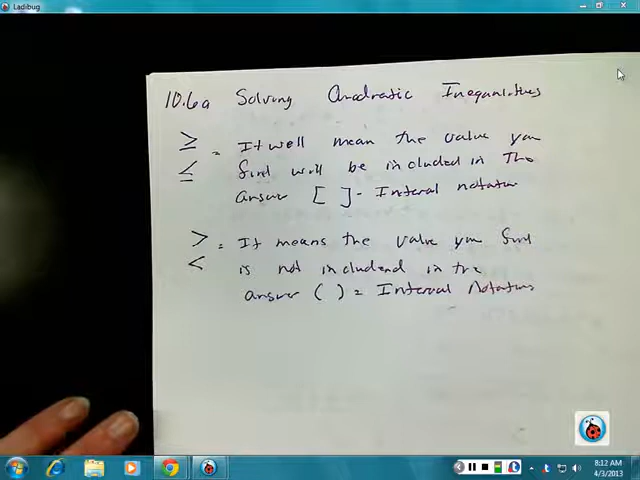 Ladibug
10.6a Solving Quadratic Inequalities
≥ = It well mean the value you
≤ find will be included in the
answer [ ] - Interval notation
> = It means the value you find
< is not includend in the
answer ( ) = Interval Notation
8:12 AM
4/3/2013